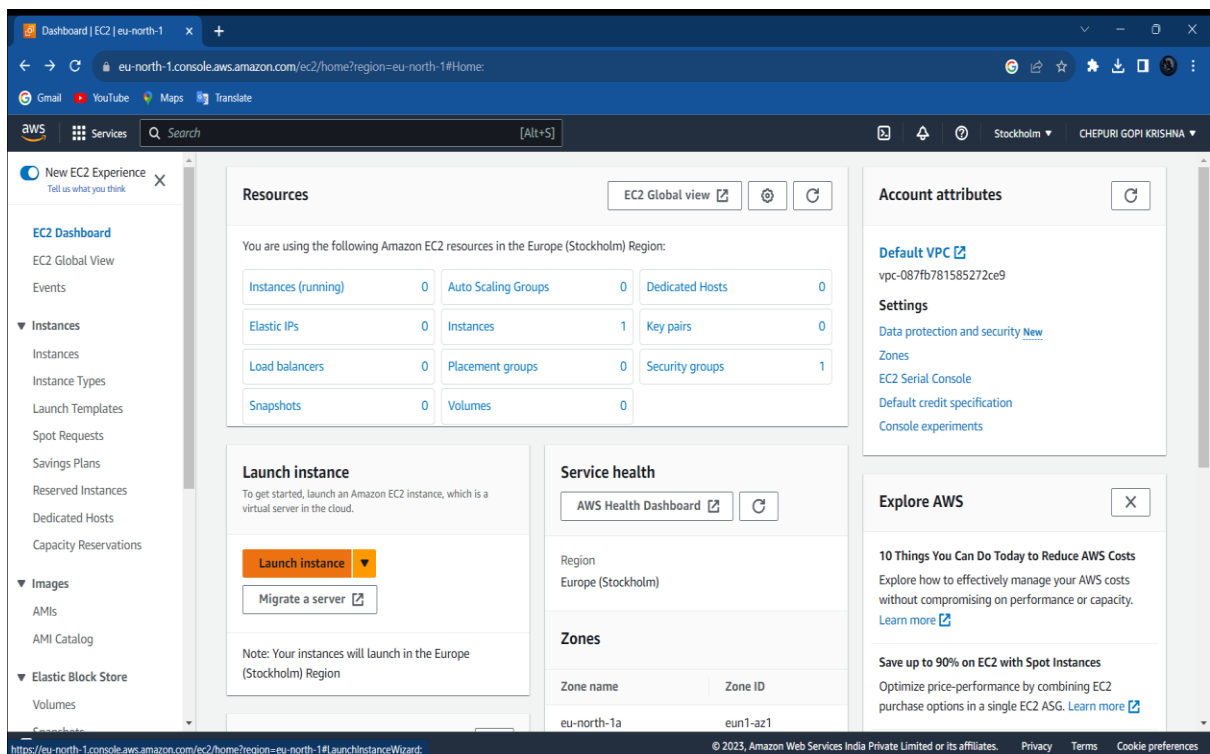 Dashboard | EC2 | eu-north-1
eu-north-1.console.aws.amazon.com/ec2/home?region=eu-north-1#Home:
Gmail YouTube Maps Translate
aws Services Search [Alt+S] Stockholm CHEPURI GOPI KRISHNA
New EC2 Experience
Tell us what you think
EC2 Dashboard
EC2 Global View
Events
Instances
Instances
Instance Types
Launch Templates
Spot Requests
Savings Plans
Reserved Instances
Dedicated Hosts
Capacity Reservations
Images
AMIs
AMI Catalog
Elastic Block Store
Volumes
Snapshots
Resources
EC2 Global view
You are using the following Amazon EC2 resources in the Europe (Stockholm) Region:
Instances (running) 0 Auto Scaling Groups 0 Dedicated Hosts 0
Elastic IPs 0 Instances 1 Key pairs 0
Load balancers 0 Placement groups 0 Security groups 1
Snapshots 0 Volumes 0
Launch instance
To get started, launch an Amazon EC2 instance, which is a
virtual server in the cloud.
Launch instance
Migrate a server
Note: Your instances will launch in the Europe
(Stockholm) Region
Service health
AWS Health Dashboard
Region
Europe (Stockholm)
Zones
Zone name Zone ID
eu-north-1a eun1-az1
Account attributes
Default VPC
vpc-087fb781585272ce9
Settings
Data protection and security New
Zones
EC2 Serial Console
Default credit specification
Console experiments
Explore AWS
10 Things You Can Do Today to Reduce AWS Costs
Explore how to effectively manage your AWS costs
without compromising on performance or capacity.
Learn more
Save up to 90% on EC2 with Spot Instances
Optimize price-performance by combining EC2
purchase options in a single EC2 ASG. Learn more
https://eu-north-1.console.aws.amazon.com/ec2/home?region=eu-north-1#LaunchInstanceWizard:
© 2023, Amazon Web Services India Private Limited or its affiliates. Privacy Terms Cookie preferences